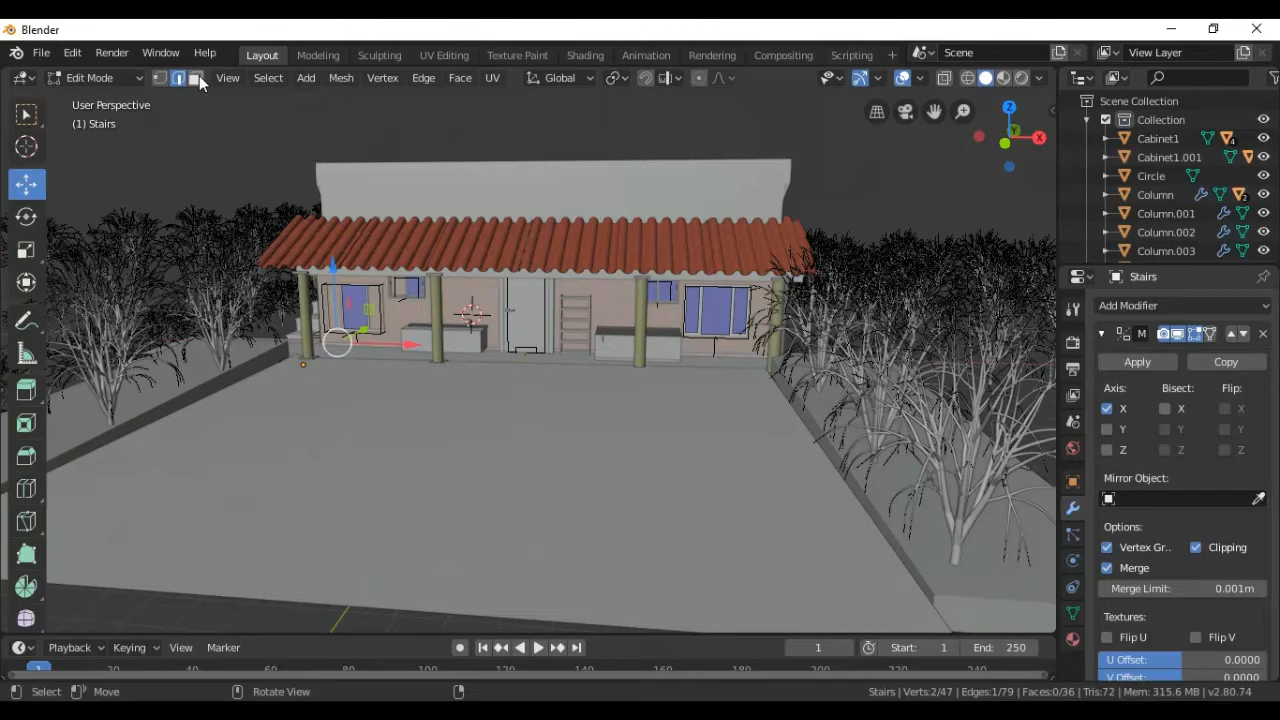 Blender
File Edit Render Window Help Layout Modeling Sculpting UV Editing Texture Paint Shading Animation Rendering Compositing Scripting Scene View Layer
Edit Mode View Select Add Mesh Vertex Edge Face UV Global
User Perspective
(1) Stairs
Z
Y
X
Scene Collection
Collection
Cabinet1
4
Cabinet1.001
Circle
Column
2
Column.001
Column.002
Column.003
Stairs
Add Modifier
M
Apply Copy
Axis: Bisect: Flip:
X X X
Y Y Y
Z Z Z
Mirror Object:
Options:
Vertex Gr.. Clipping
Merge
Merge Limit: 0.001m
Textures:
Flip U Flip V
U Offset: 0.0000
V Offset: 0.0000
Playback Keying View Marker 1 Start: 1 End: 250
1 20 40 60 80 100 120 140 160 180 200 220 240
Select Move Rotate View Stairs | Verts:2/47 | Edges:1/79 | Faces:0/36 | Tris:72 | Mem: 315.6 MB | v2.80.74